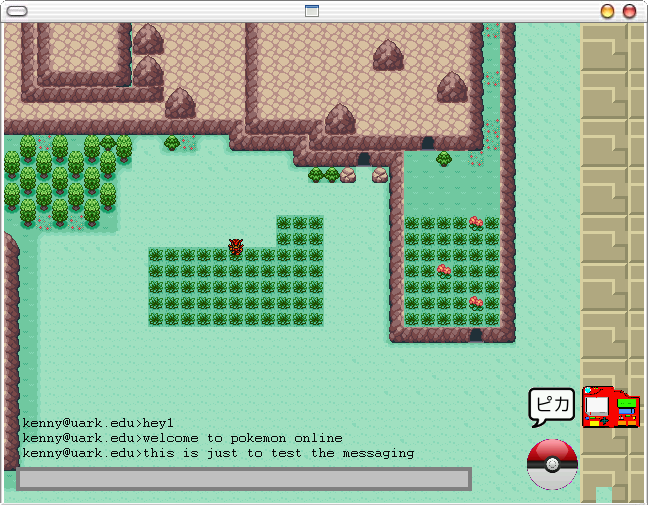 ピカ
kenny@uark.edu>hey1
kenny@uark.edu>welcome to pokemon online
kenny@uark.edu>this is just to test the messaging